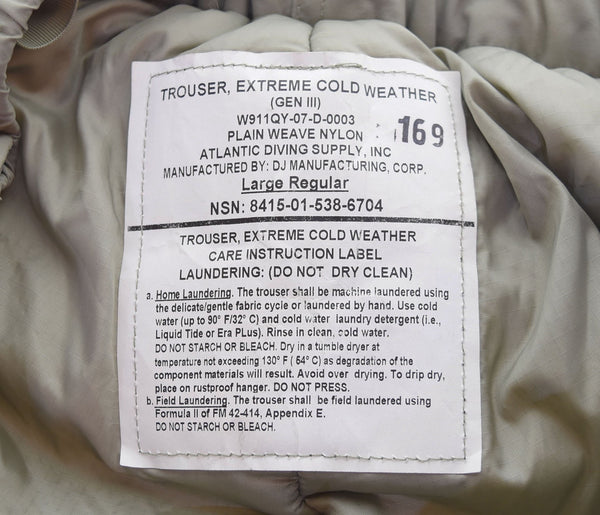 TROUSER, EXTREME COLD WEATHER
(GEN III)
W911QY-07-D-0003
PLAIN WEAVE NYLON
169
ATLANTIC DIVING SUPPLY, INC
MANUFACTURED BY: DJ MANUFACTURING, CORP.
Large Regular
NSN: 8415-01-538-6704
TROUSER, EXTREME COLD WEATHER
CARE INSTRUCTION LABEL
LAUNDERING: (DO NOT DRY CLEAN)
a. Home Laundering. The trouser shall be machine laundered using
the delicate/gentle fabric cycle or laundered by hand. Use cold
water (up to 90° F/32° C) and cold water laundry detergent (i.e.,
Liquid Tide or Era Plus). Rinse in clean, cold water.
DO NOT STARCH OR BLEACH. Dry in a tumble dryer at
temperature not exceeding 130° F ( 54° C) as degradation of the
component materials will result. Avoid over drying. To drip dry,
place on rustproof hanger. DO NOT PRESS.
b. Field Laundering. The trouser shall be field laundered using
Formula II of FM 42-414, Appendix E.
DO NOT STARCH OR BLEACH.